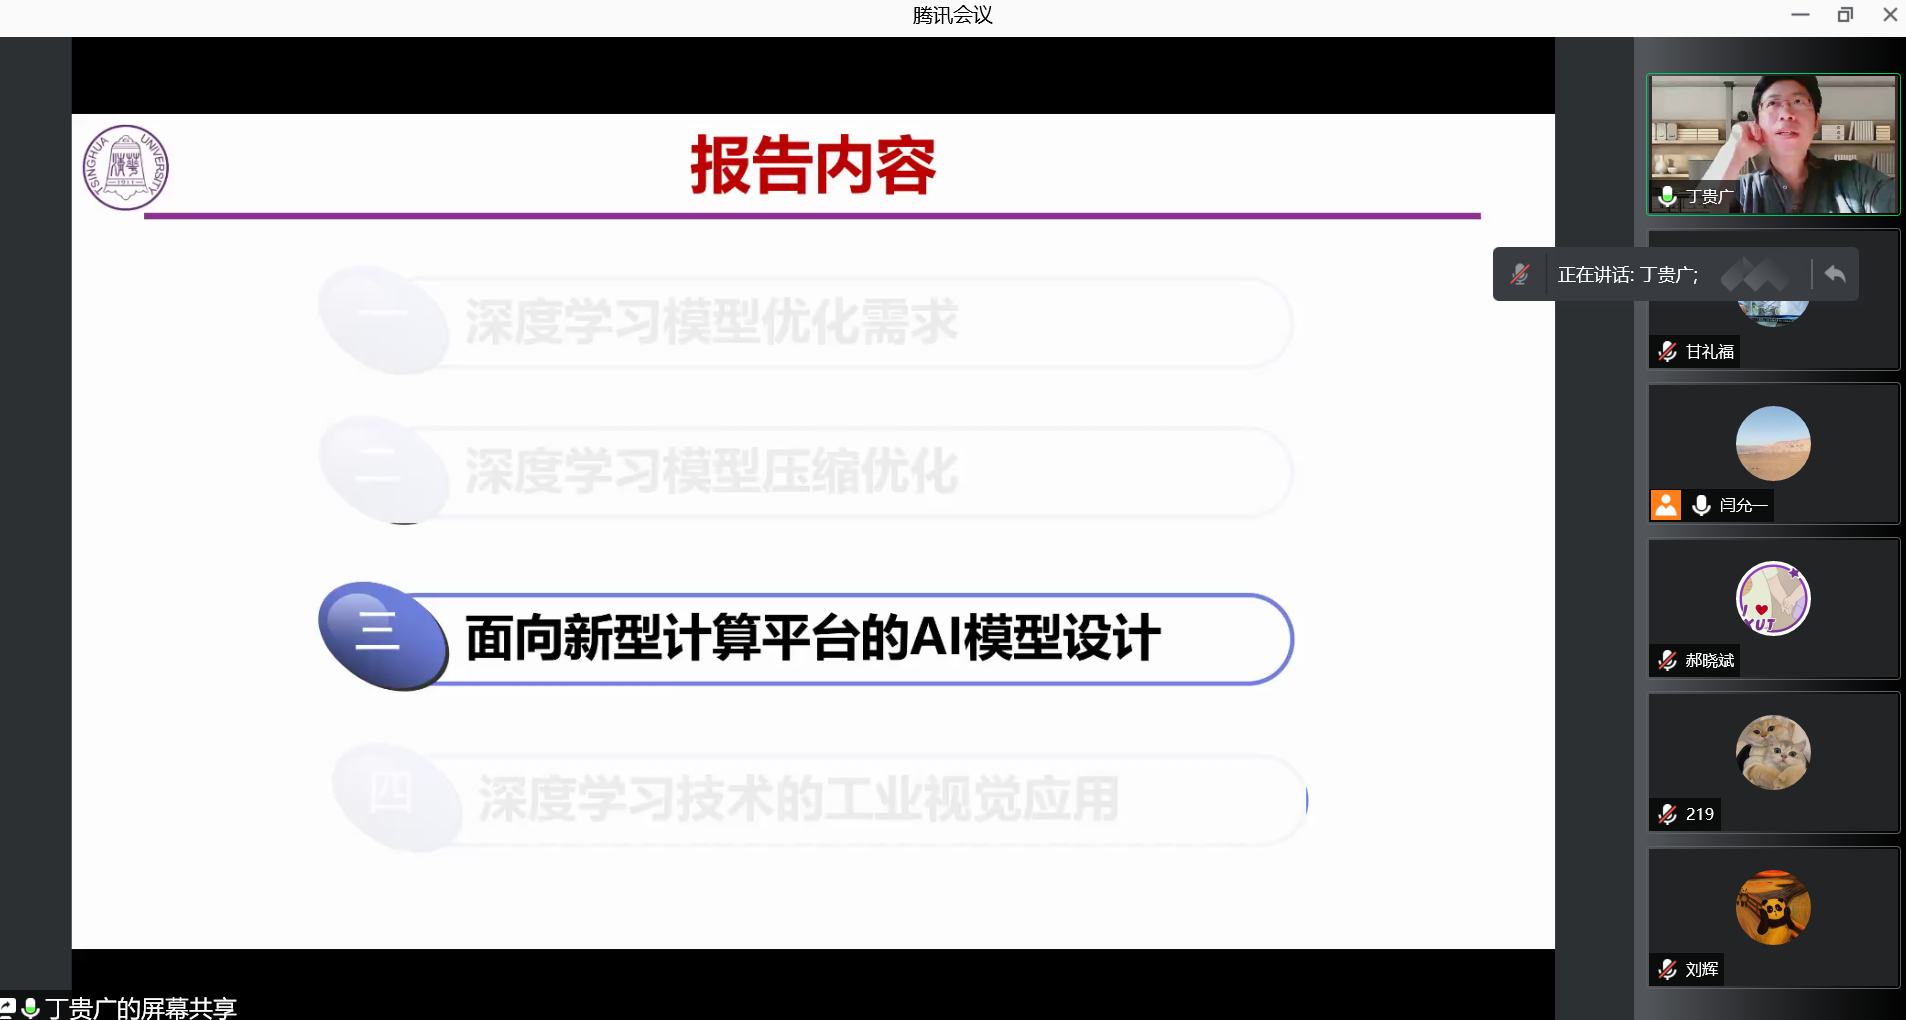 腾讯会议
TSINGHUA UNIVERSITY
1911
报告内容
一 深度学习模型优化需求
二 深度学习模型压缩优化
三 面向新型计算平台的AI模型设计
四 深度学习技术的工业视觉应用
丁贵广
正在讲话: 丁贵广;
甘礼福
闫允一
郝晓斌
219
刘辉
丁贵广的屏幕共享